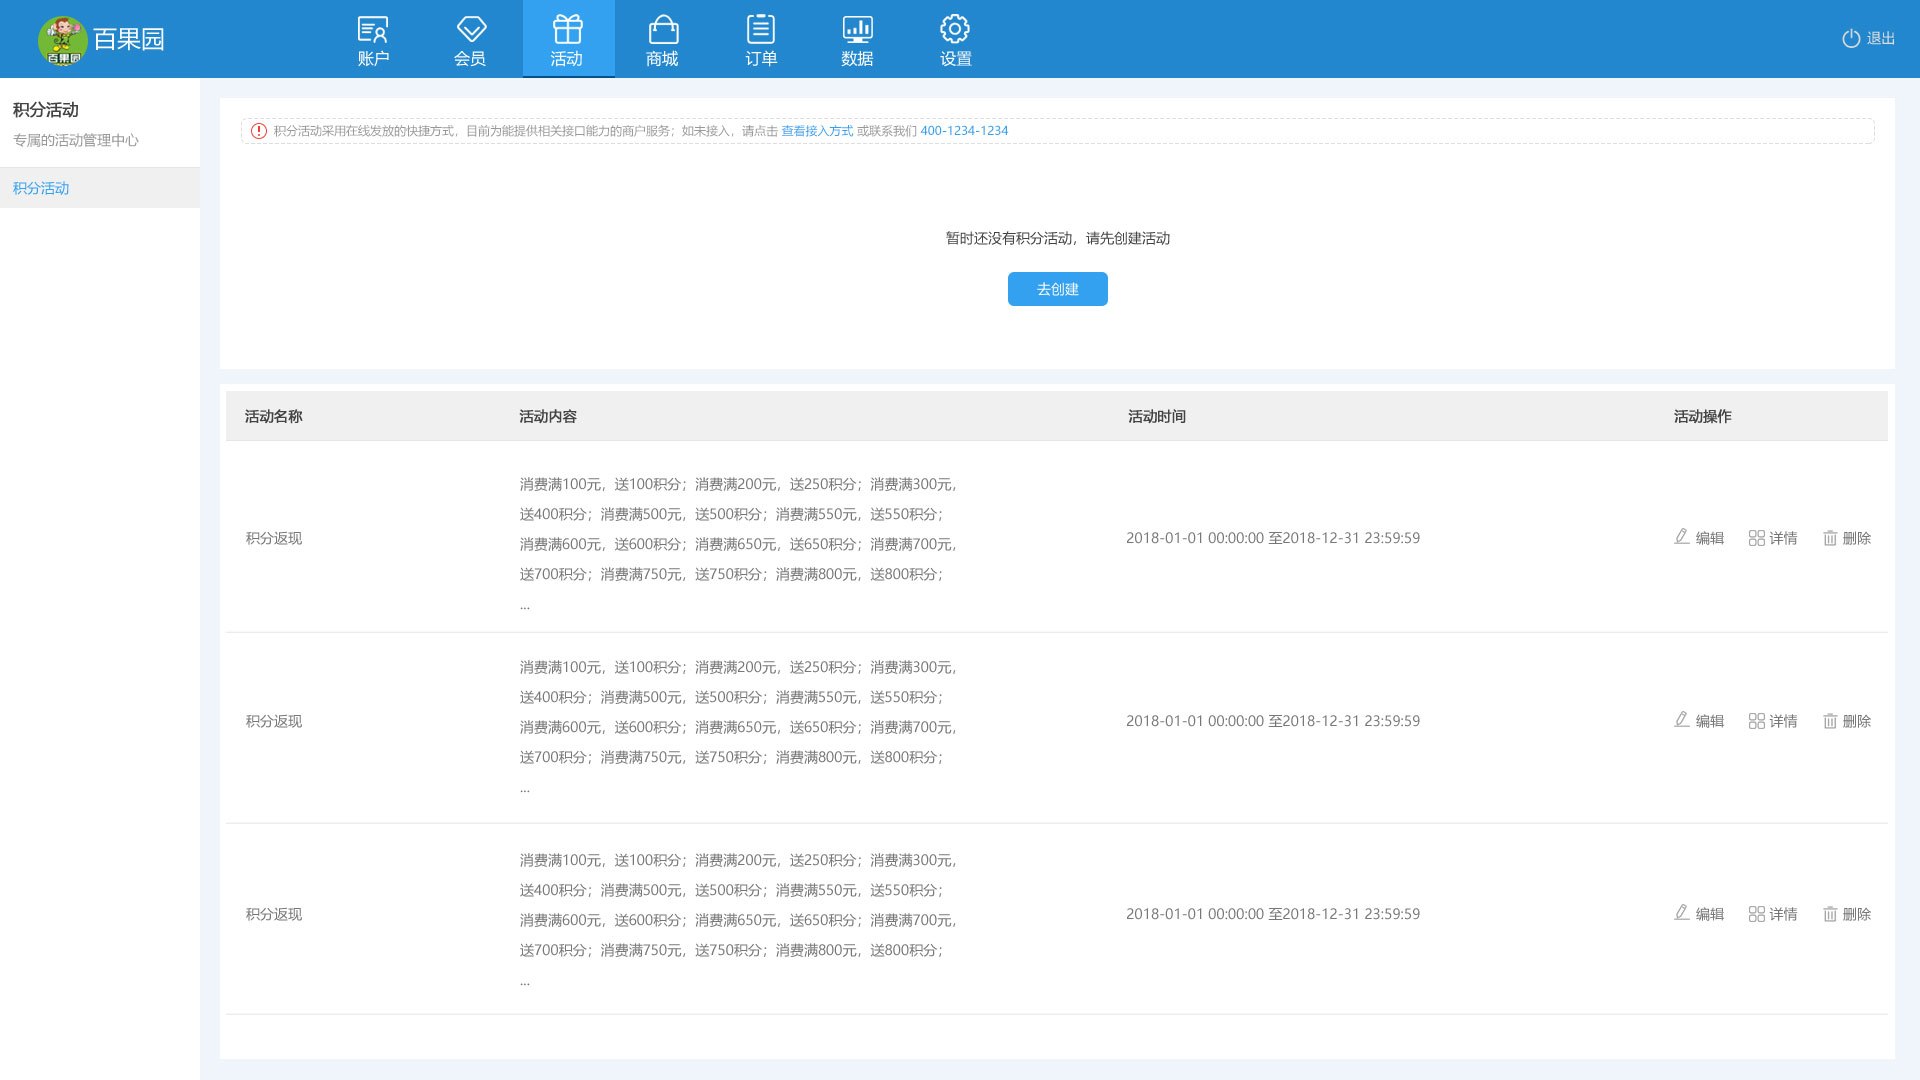 百果园
百果园
账户
会员
活动
商城
订单
数据
设置
退出
积分活动
专属的活动管理中心
积分活动
积分活动采用在线发放的快捷方式，目前为能提供相关接口能力的商户服务；如未接入，请点击 查看接入方式 或联系我们 400-1234-1234
暂时还没有积分活动，请先创建活动
去创建
活动名称 活动内容 活动时间 活动操作
消费满100元，送100积分；消费满200元，送250积分；消费满300元，
送400积分；消费满500元，送500积分；消费满550元，送550积分；
积分返现 消费满600元，送600积分；消费满650元，送650积分；消费满700元， 2018-01-01 00:00:00 至2018-12-31 23:59:59 编辑 详情 删除
送700积分；消费满750元，送750积分；消费满800元，送800积分；
...
消费满100元，送100积分；消费满200元，送250积分；消费满300元，
送400积分；消费满500元，送500积分；消费满550元，送550积分；
积分返现 消费满600元，送600积分；消费满650元，送650积分；消费满700元， 2018-01-01 00:00:00 至2018-12-31 23:59:59 编辑 详情 删除
送700积分；消费满750元，送750积分；消费满800元，送800积分；
...
消费满100元，送100积分；消费满200元，送250积分；消费满300元，
送400积分；消费满500元，送500积分；消费满550元，送550积分；
积分返现 消费满600元，送600积分；消费满650元，送650积分；消费满700元， 2018-01-01 00:00:00 至2018-12-31 23:59:59 编辑 详情 删除
送700积分；消费满750元，送750积分；消费满800元，送800积分；
...